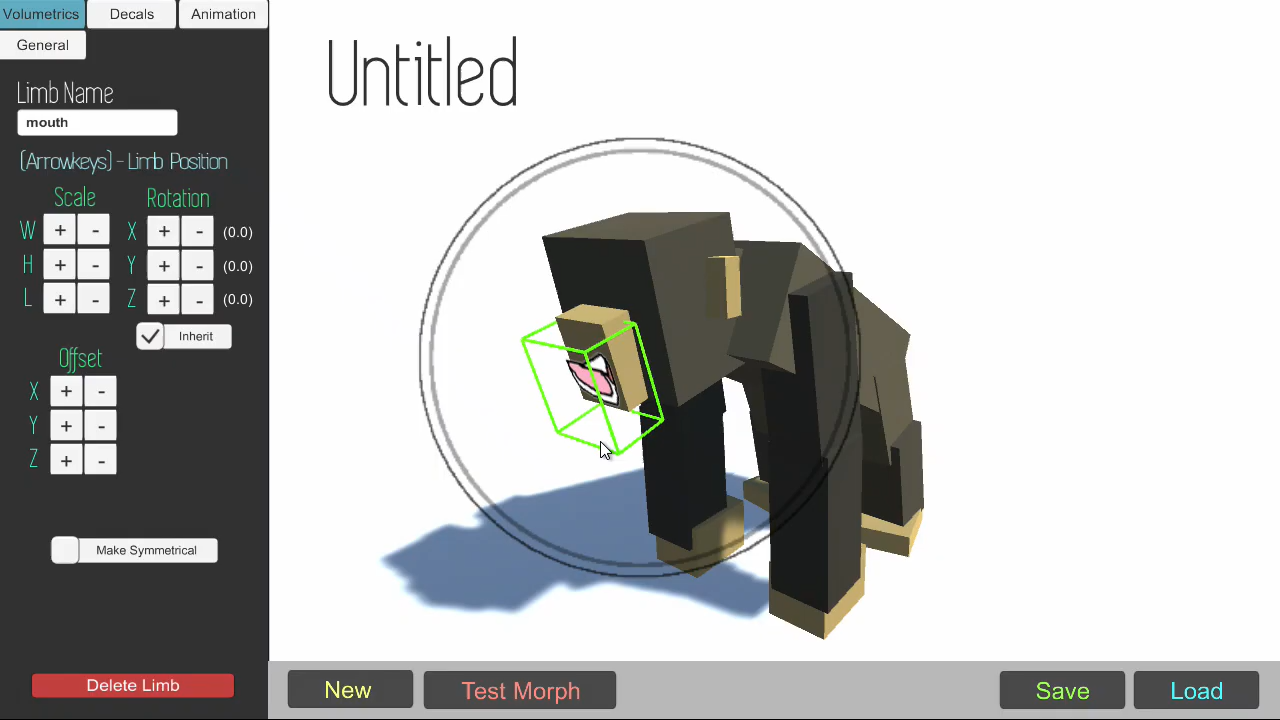 Volumetrics Decals Animation
General
Untitled
Limb Name
mouth
(Arrowkeys) - Limb Position
Scale Rotation
W + - X + - (0.0)
H + - Y + - (0.0)
L + - Z + - (0.0)
Inherit
Offset
X + -
Y + -
Z + -
Make Symmetrical
Delete Limb
New Test Morph Save Load